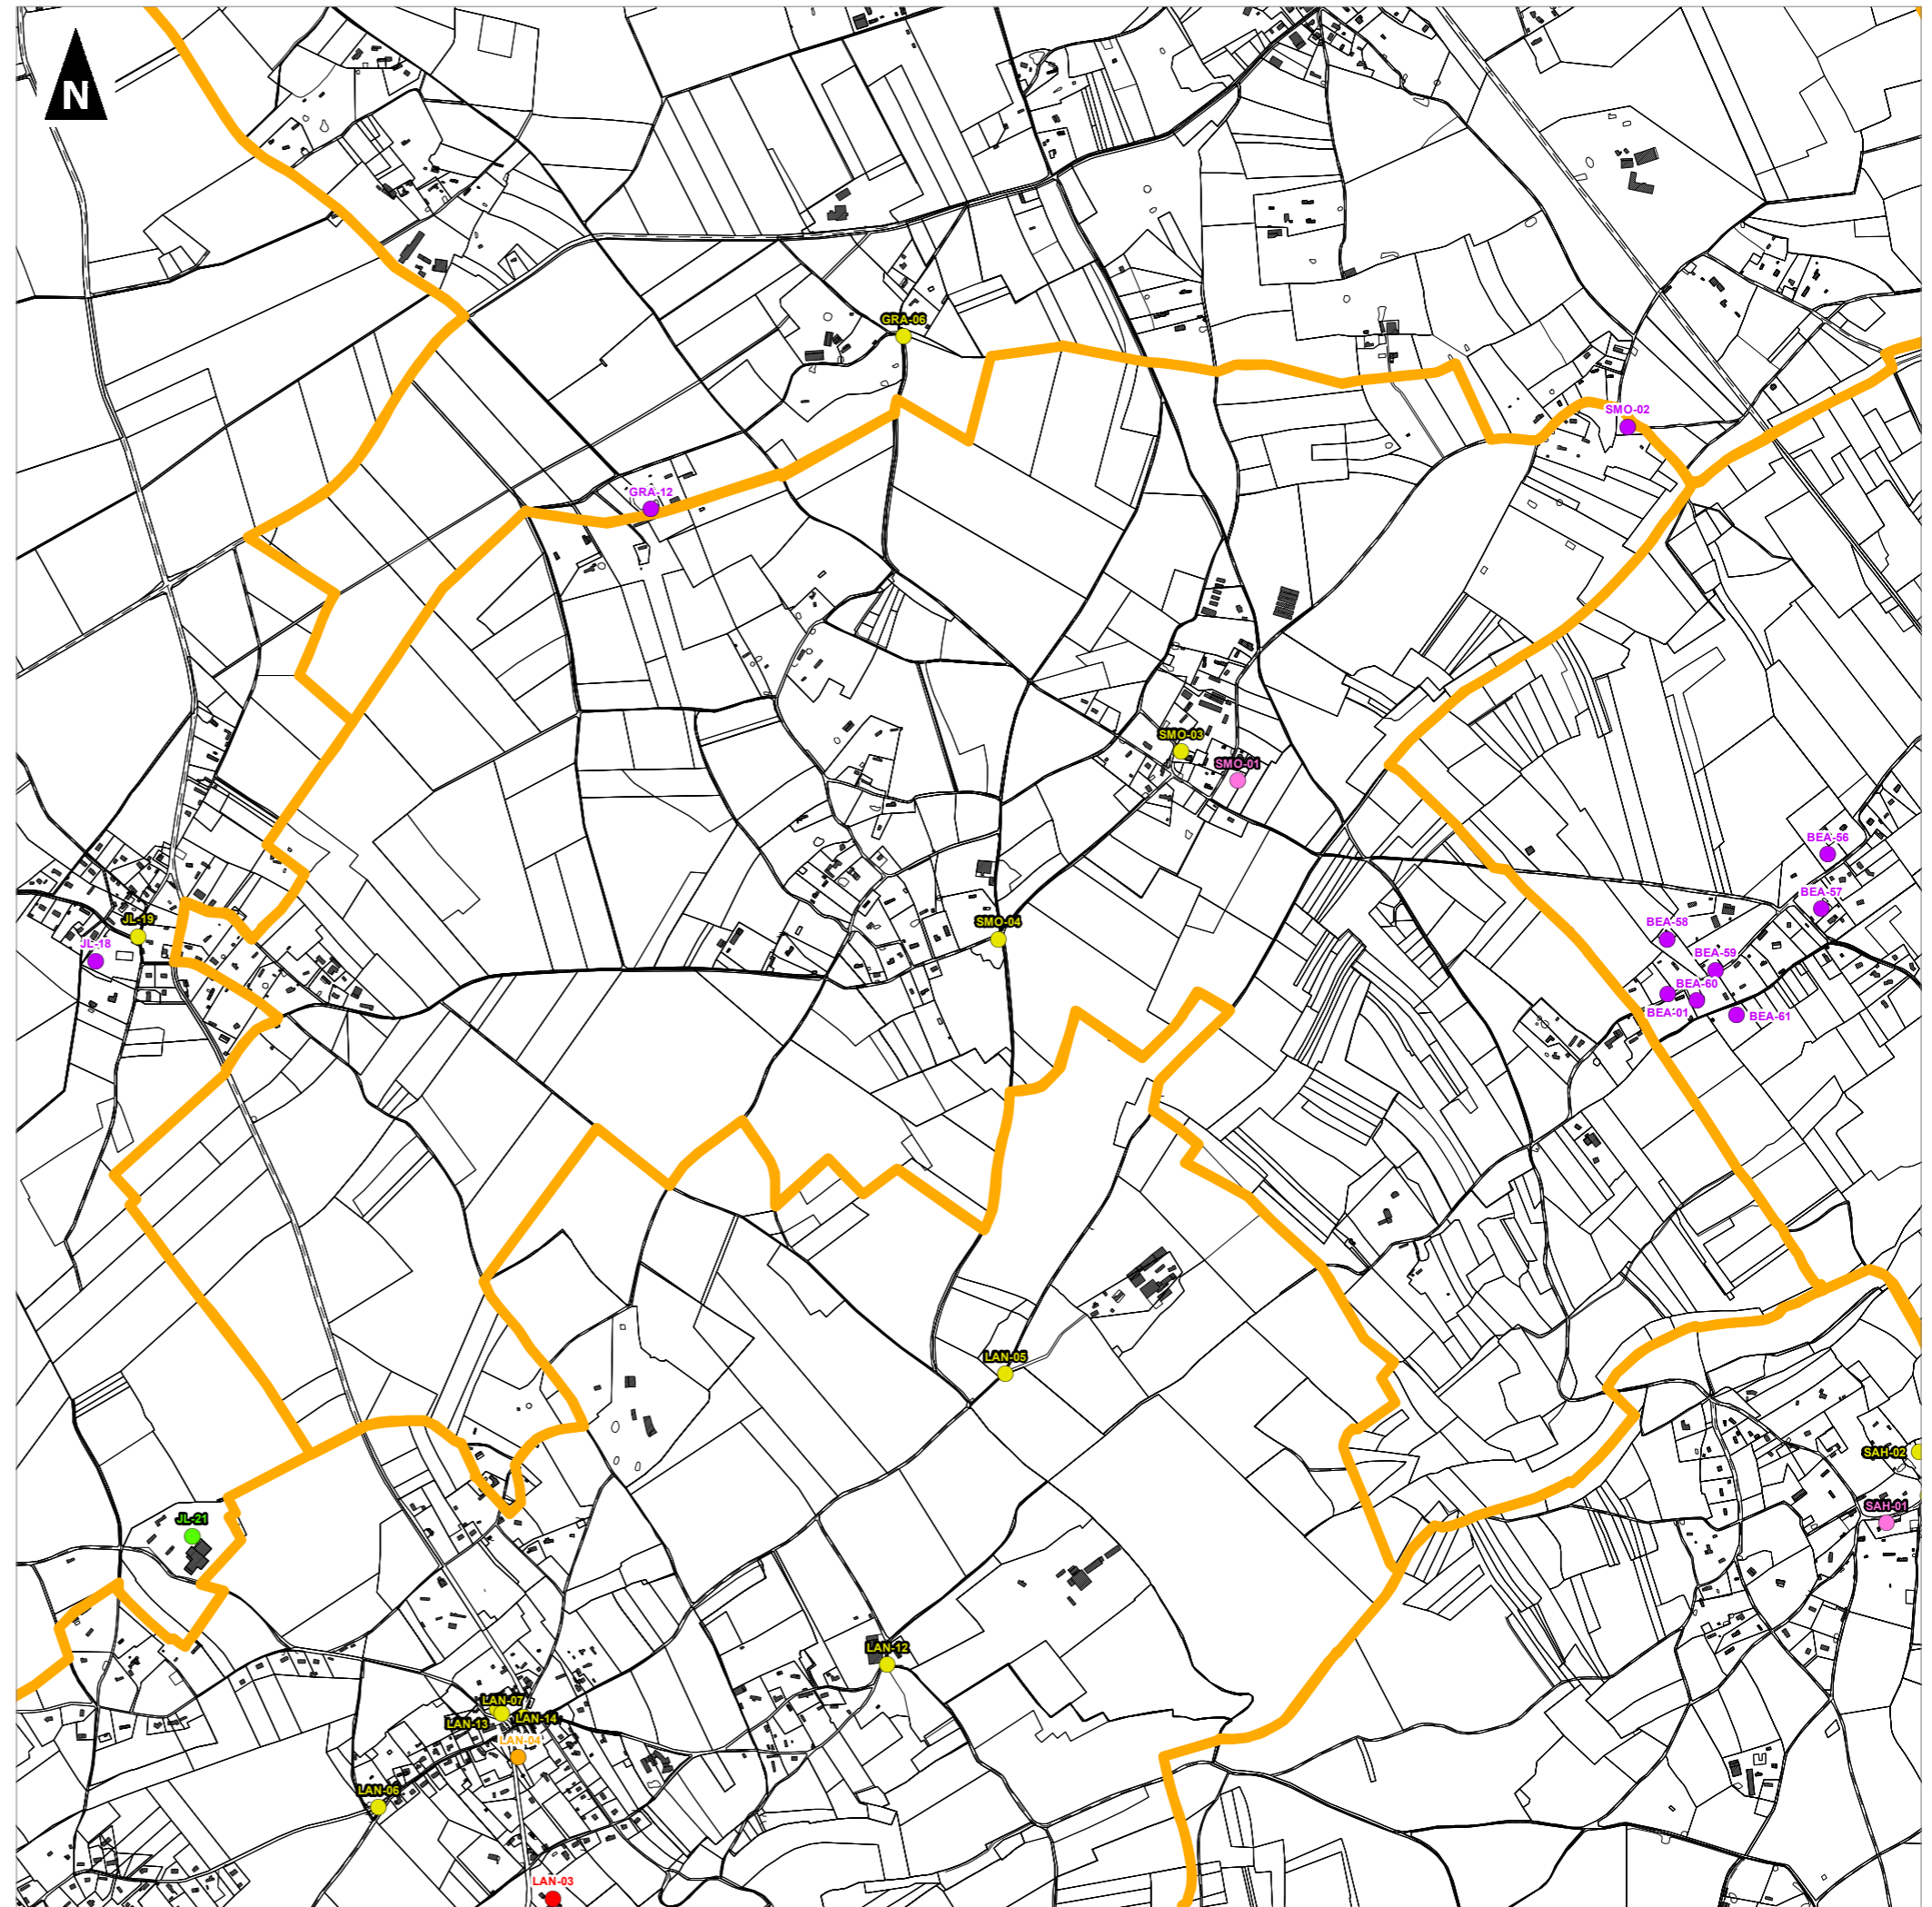 N
GRA-06
SMO-02
GRA-12
SMO-03
SMO-01
BEA-56
BEA-57
JL-19
SMO-04
BEA-58
JL-18
BEA-59
BEA-60
BEA-01
BEA-61
LAN-05
SAH-02
SAH-01
JL-21
LAN-12
LAN-07
LAN-13
LAN-14
LAN-04
LAN-06
LAN-03